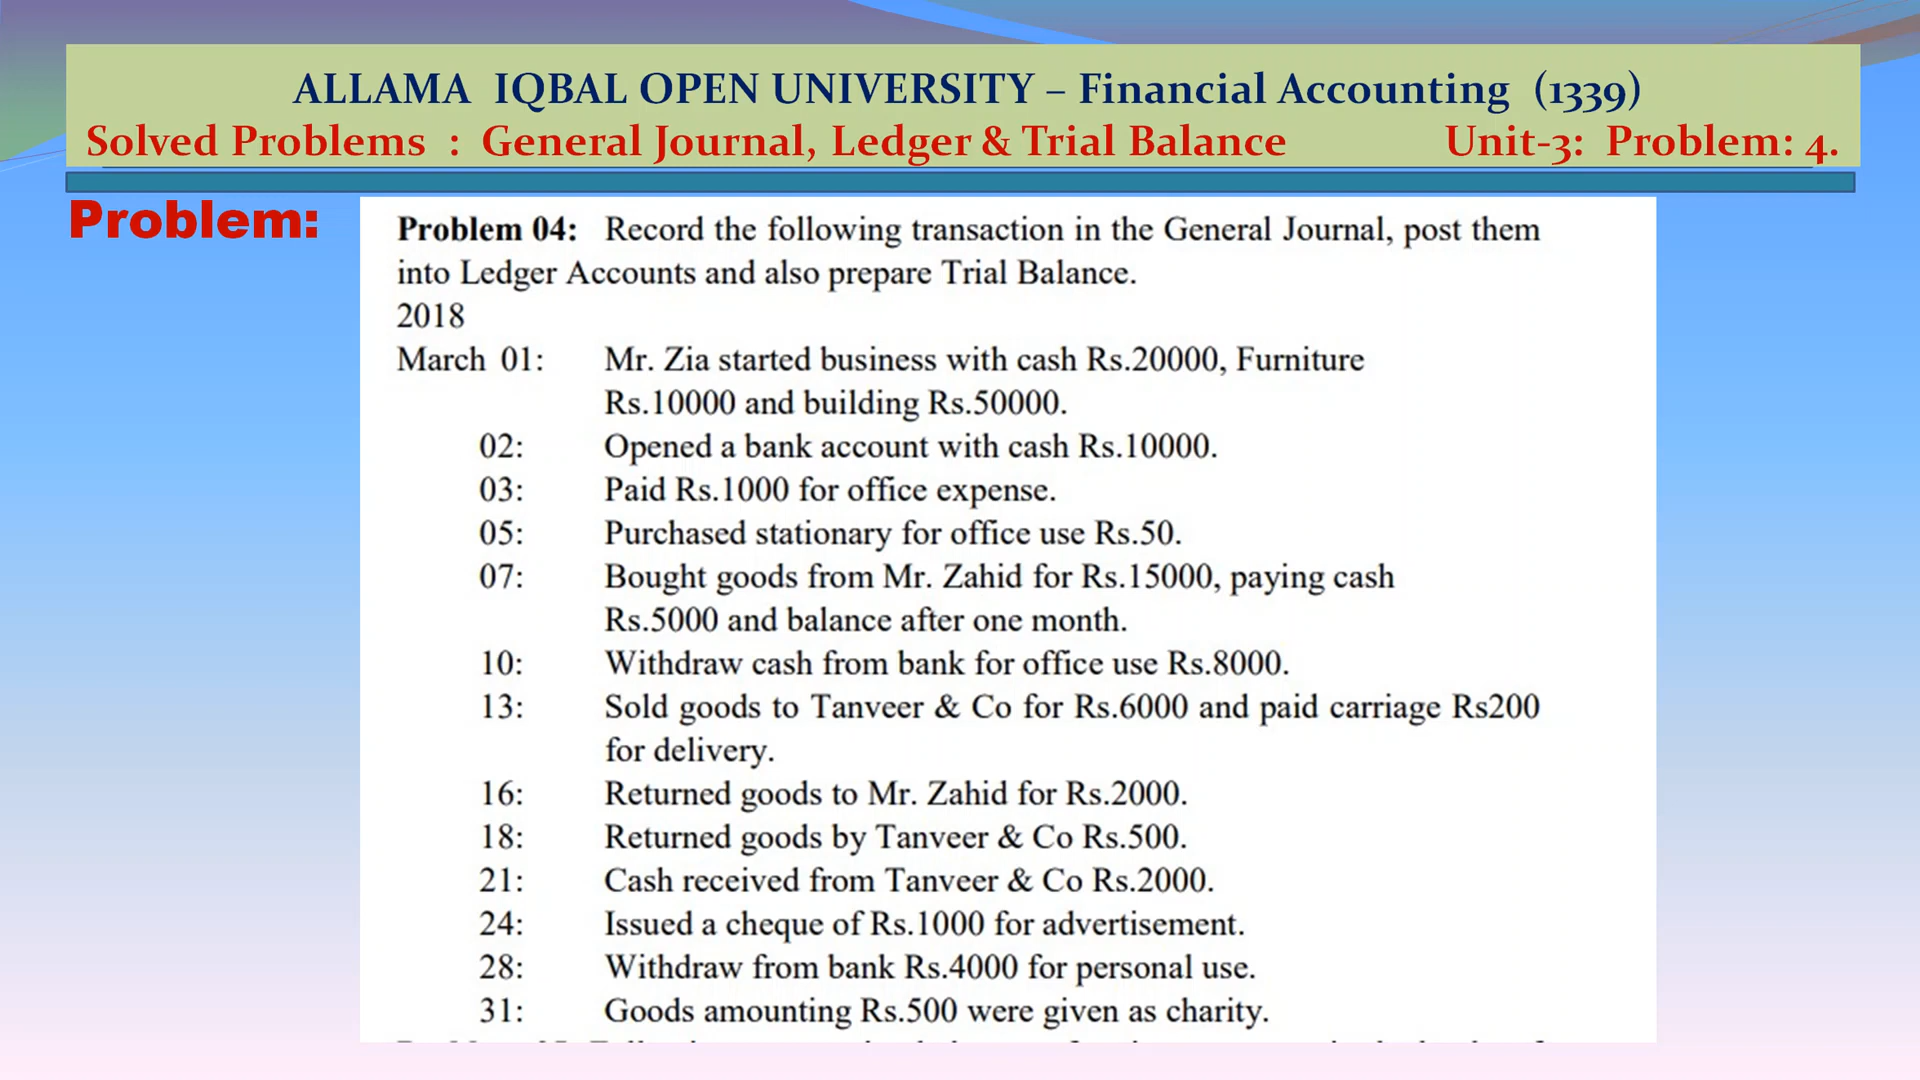 ALLAMA IQBAL OPEN UNIVERSITY – Financial Accounting (1339)
Solved Problems : General Journal, Ledger & Trial Balance Unit-3: Problem: 4.
Problem:
Problem 04: Record the following transaction in the General Journal, post them
into Ledger Accounts and also prepare Trial Balance.
2018
March 01: Mr. Zia started business with cash Rs.20000, Furniture
Rs.10000 and building Rs.50000.
02: Opened a bank account with cash Rs.10000.
03: Paid Rs.1000 for office expense.
05: Purchased stationary for office use Rs.50.
07: Bought goods from Mr. Zahid for Rs.15000, paying cash
Rs.5000 and balance after one month.
10: Withdraw cash from bank for office use Rs.8000.
13: Sold goods to Tanveer & Co for Rs.6000 and paid carriage Rs200
for delivery.
16: Returned goods to Mr. Zahid for Rs.2000.
18: Returned goods by Tanveer & Co Rs.500.
21: Cash received from Tanveer & Co Rs.2000.
24: Issued a cheque of Rs.1000 for advertisement.
28: Withdraw from bank Rs.4000 for personal use.
31: Goods amounting Rs.500 were given as charity.